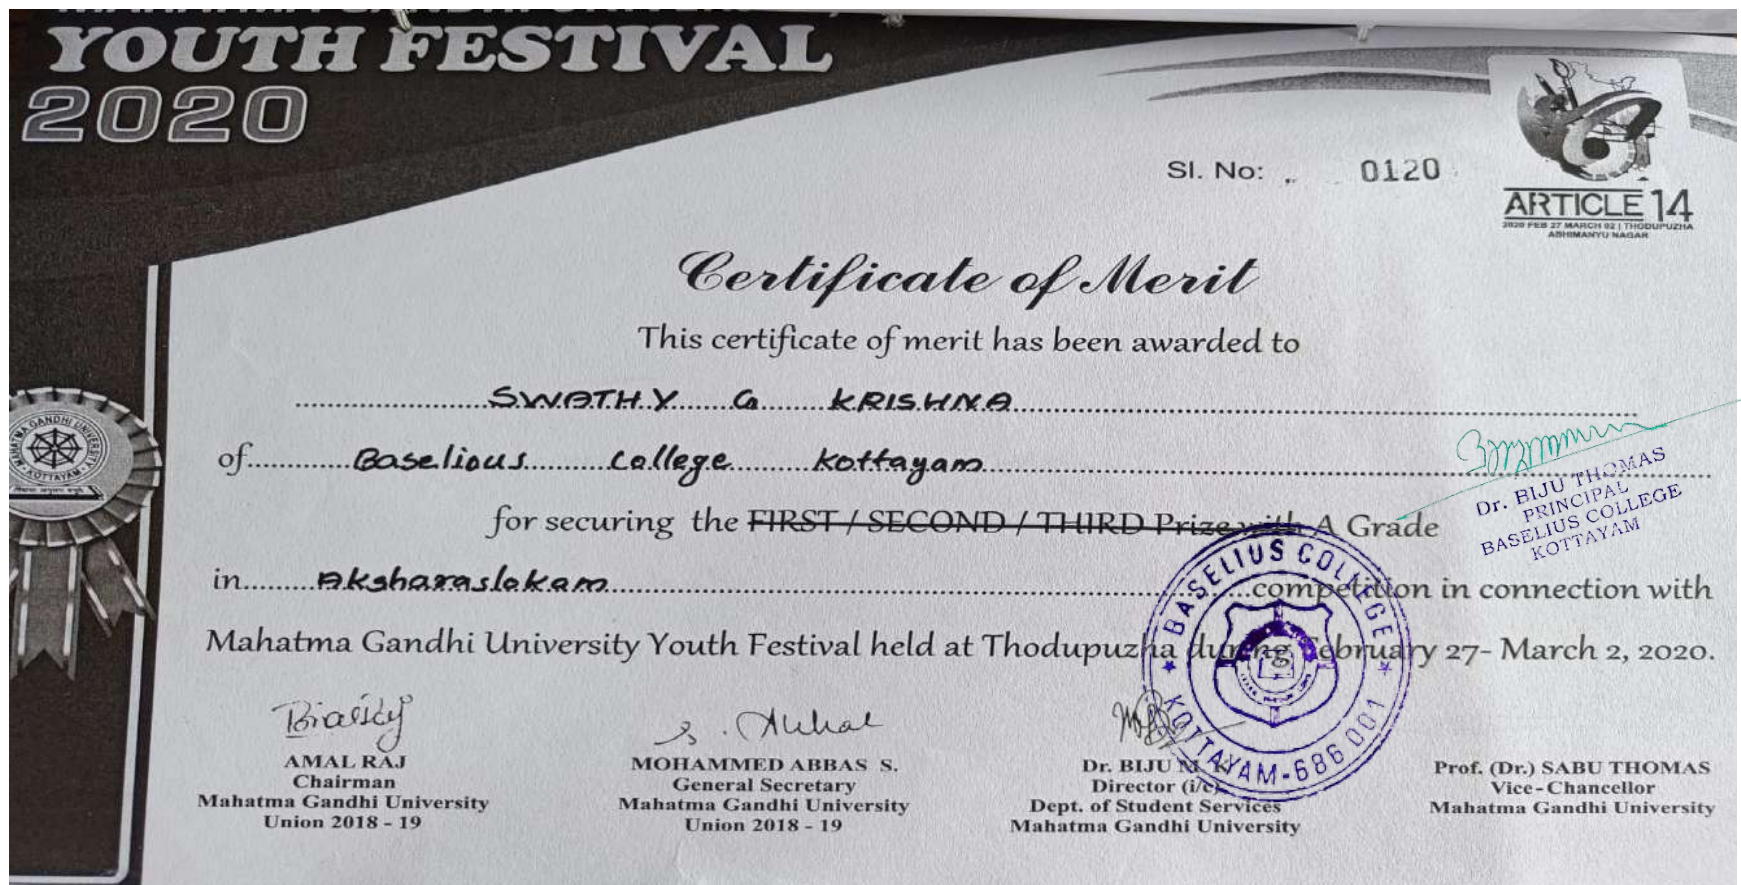 YOUTH FESTIVAL
2020
Sl. No: 0120
ARTICLE 14
2020 FEB 27 MARCH 02 | THODUPUZHA
ABHIMANYU NAGAR
Certificate of Merit
This certificate of merit has been awarded to
SWATHY G KRISHNA
of Baselious College Kottayam
for securing the FIRST / SECOND / THIRD Prize with A Grade
in Aksharaslokam competition in connection with
Mahatma Gandhi University Youth Festival held at Thodupuzha during February 27- March 2, 2020.
Dr. BIJU THOMAS
PRINCIPAL
BASELIUS COLLEGE
KOTTAYAM
MAHATMA GANDHI UNIVERSITY
KOTTAYAM
BASELIUS COLLEGE
KOTTAYAM-686 001
AMAL RAJ
Chairman
Mahatma Gandhi University
Union 2018 - 19
MOHAMMED ABBAS S.
General Secretary
Mahatma Gandhi University
Union 2018 - 19
Dr. BIJU
Director (i/c)
Dept. of Student Services
Mahatma Gandhi University
Prof. (Dr.) SABU THOMAS
Vice-Chancellor
Mahatma Gandhi University